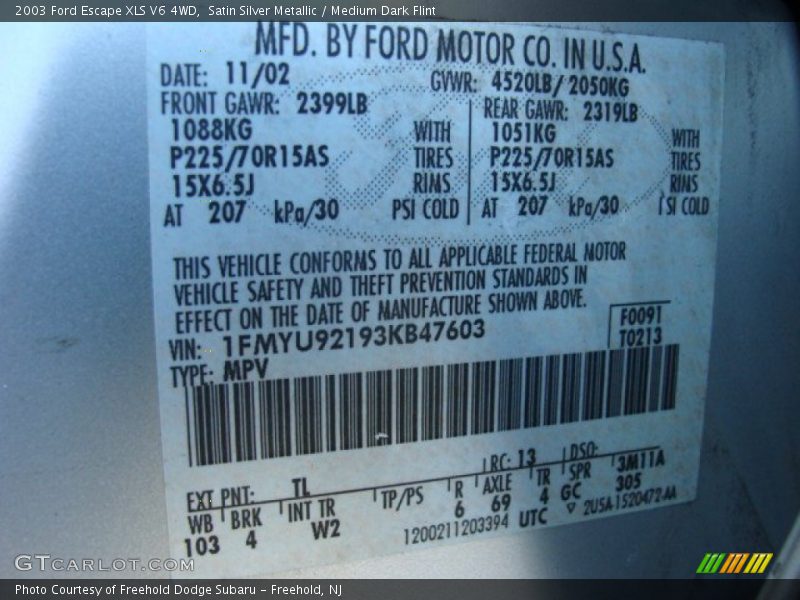 2003 Ford Escape XLS V6 4WD, Satin Silver Metallic / Medium Dark Flint
MFD. BY FORD MOTOR CO. IN U.S.A.
DATE: 11/02 GVWR: 4520LB/2050KG
FRONT GAWR: 2399LB REAR GAWR: 2319LB
1088KG WITH 1051KG WITH
P225/70R15AS TIRES P225/70R15AS TIRES
15X6.5J RIMS 15X6.5J RIMS
AT 207 kPa/30 PSI COLD AT 207 kPa/30 PSI COLD
THIS VEHICLE CONFORMS TO ALL APPLICABLE FEDERAL MOTOR
VEHICLE SAFETY AND THEFT PREVENTION STANDARDS IN
EFFECT ON THE DATE OF MANUFACTURE SHOWN ABOVE.
F0091
VIN: 1FMYU92193KB47603 T0213
TYPE: MPV
EXT PNT: TL RC: 13 DSO:
WB BRK INT TR TP/PS R AXLE TR SPR 3M11A
103 4 W2 6 69 4 GC 305
1200211203394 UTC ▽ 2U5A-1520472-AA
GTCARLOT.COM
Photo Courtesy of Freehold Dodge Subaru – Freehold, NJ